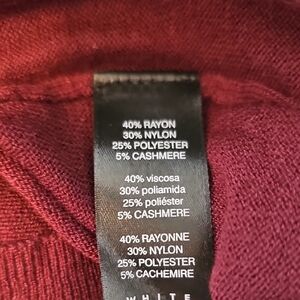 40% RAYON
30% NYLON
25% POLYESTER
5% CASHMERE
40% viscosa
30% poliamida
25% poliéster
5% CASHMERE
40% RAYONNE
30% NYLON
25% POLYESTER
5% CACHEMIRE
WHITE